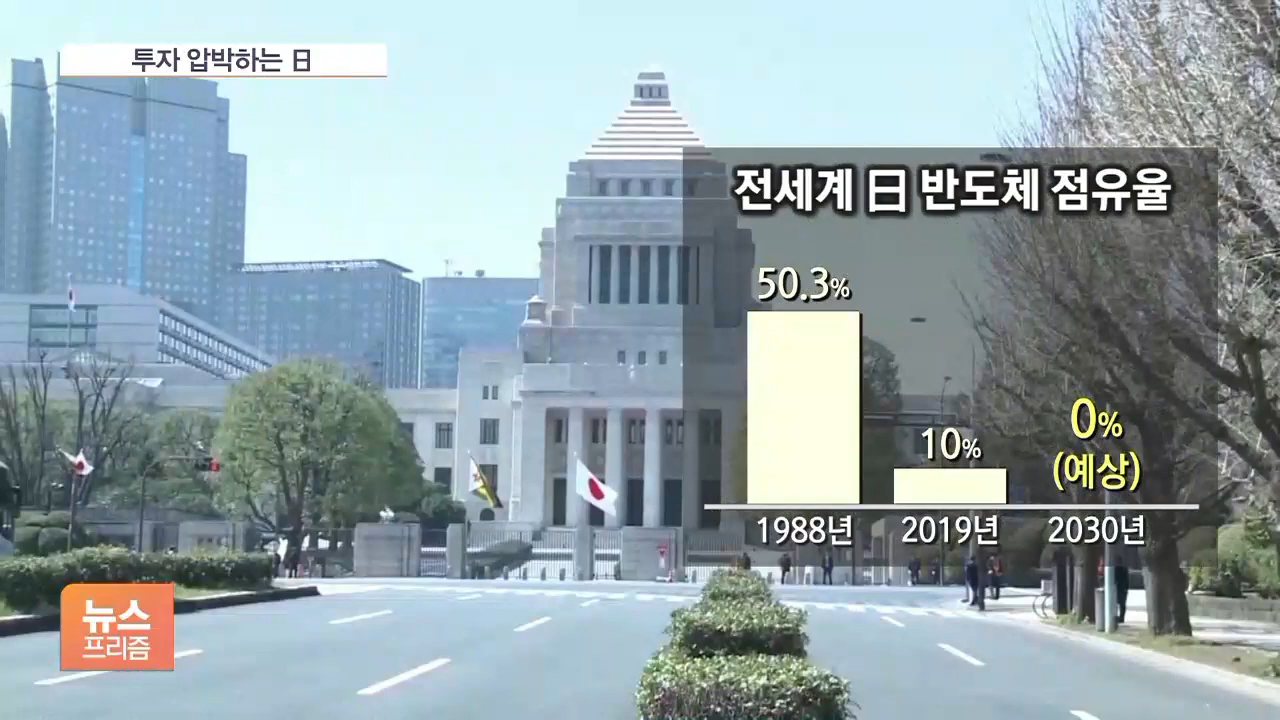 투자 압박하는 日
전세계 日 반도체 점유율
50.3%
10%
0%
(예상)
1988년
2019년
2030년
뉴스
프리즘